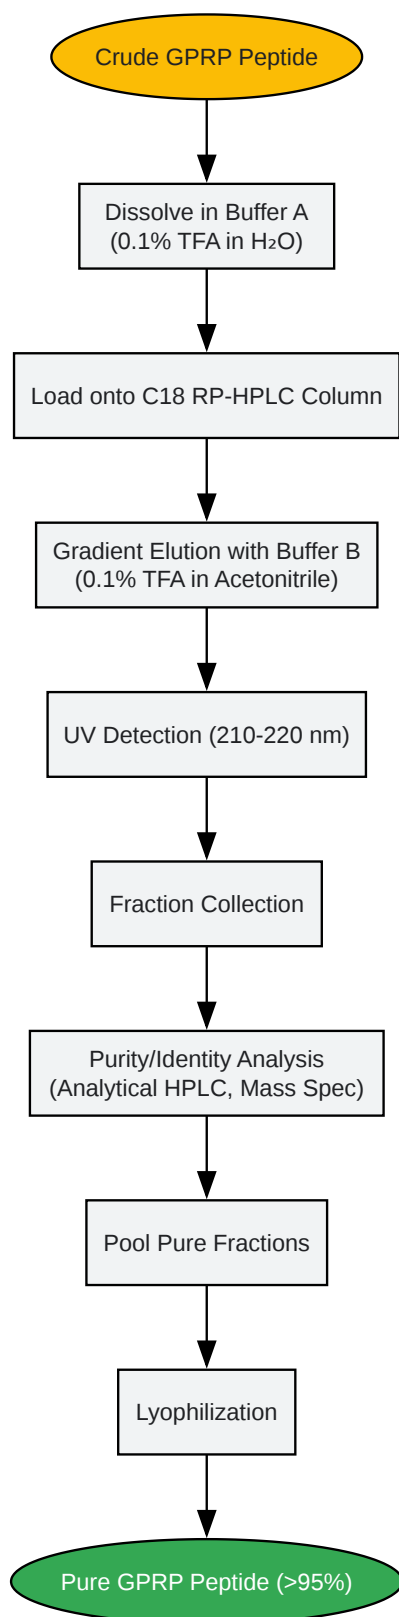 Crude GPRP Peptide
Dissolve in Buffer A
(0.1% TFA in H₂O)
Load onto C18 RP-HPLC Column
Gradient Elution with Buffer B
(0.1% TFA in Acetonitrile)
UV Detection (210-220 nm)
Fraction Collection
Purity/Identity Analysis
(Analytical HPLC, Mass Spec)
Pool Pure Fractions
Lyophilization
Pure GPRP Peptide (>95%)